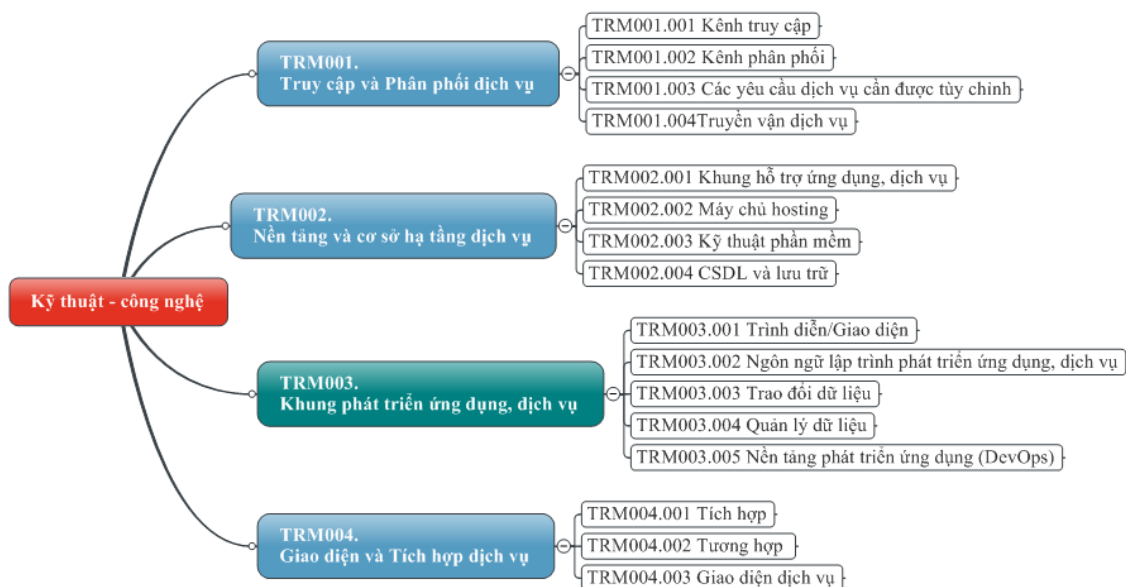 Kỹ thuật - công nghệ
TRM001.
Truy cập và Phân phối dịch vụ
TRM001.001 Kênh truy cập
TRM001.002 Kênh phân phối
TRM001.003 Các yêu cầu dịch vụ cần được tùy chỉnh
TRM001.004Truyền vận dịch vụ
TRM002.
Nền tảng và cơ sở hạ tầng dịch vụ
TRM002.001 Khung hỗ trợ ứng dụng, dịch vụ
TRM002.002 Máy chủ hosting
TRM002.003 Kỹ thuật phần mềm
TRM002.004 CSDL và lưu trữ
TRM003.
Khung phát triển ứng dụng, dịch vụ
TRM003.001 Trình diễn/Giao diện
TRM003.002 Ngôn ngữ lập trình phát triển ứng dụng, dịch vụ
TRM003.003 Trao đổi dữ liệu
TRM003.004 Quản lý dữ liệu
TRM003.005 Nền tảng phát triển ứng dụng (DevOps)
TRM004.
Giao diện và Tích hợp dịch vụ
TRM004.001 Tích hợp
TRM004.002 Tương hợp
TRM004.003 Giao diện dịch vụ